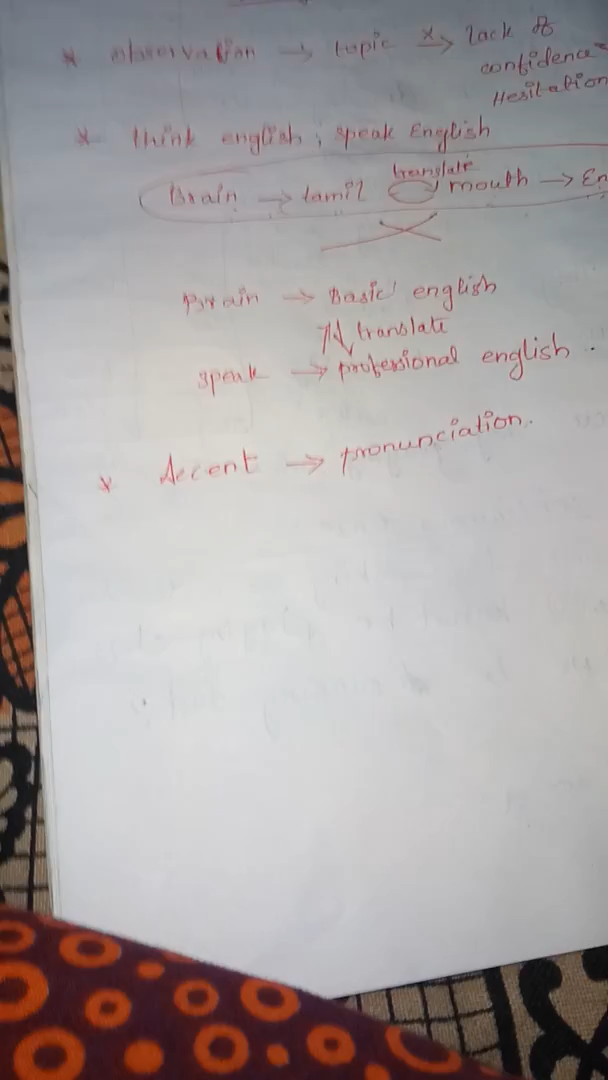 * observation → topic x→ Lack of
confidence
Hesitation
* think english ; speak English
Brain → tamil translate mouth → En
Brain → Basic english
translate
speak → professional english .
* Accent → pronunciation.